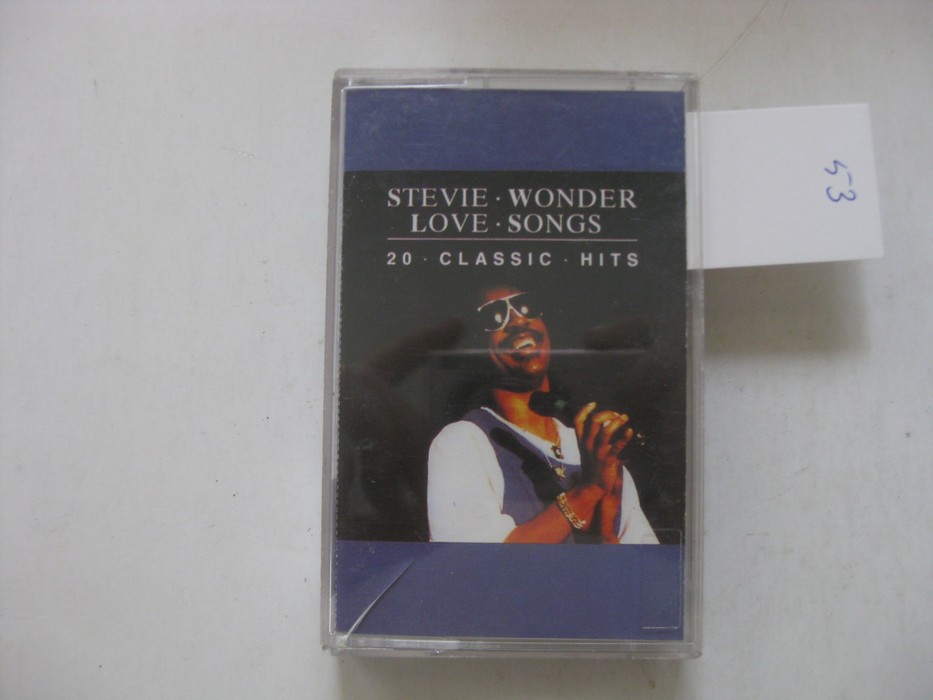 STEVIE · WONDER
LOVE · SONGS
20 · CLASSIC · HITS
53